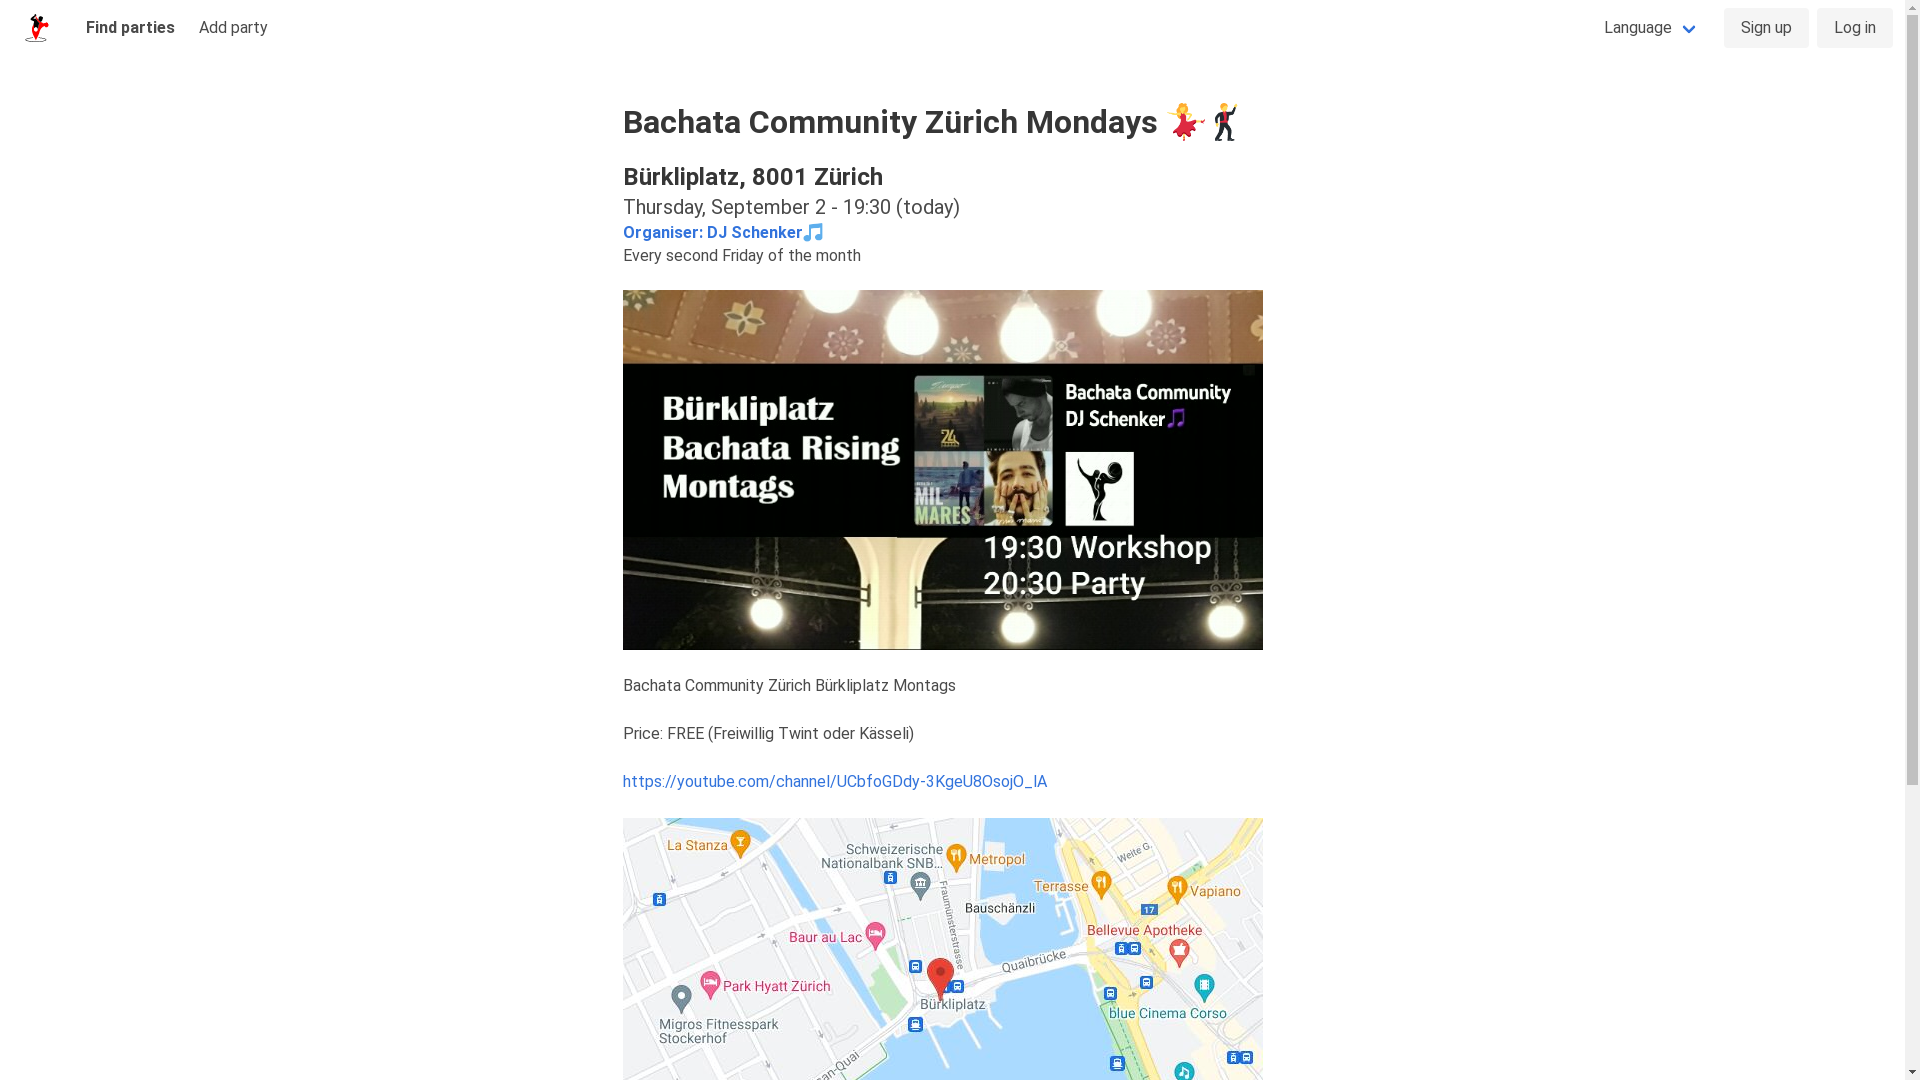 Find parties
Add party
Language
Sign up
Log in
Bachata Community Zürich Mondays 💃🕺
Bürkliplatz, 8001 Zürich
Thursday, September 2 - 19:30 (today)
Organiser: DJ Schenker🎵
Every second Friday of the month
Bürkliplatz
Bachata Rising
Montags
MIL
MARES
Bachata Community
DJ Schenker🎵
19:30 Workshop
20:30 Party
Bachata Community Zürich Bürkliplatz Montags
Price: FREE (Freiwillig Twint oder Kässeli)
https://youtube.com/channel/UCbfoGDdy-3KgeU8OsojO_lA
La Stanza
Schweizerische
Nationalbank SNB...
Metropol
Weite G.
Terrasse
Vapiano
Fraumünsterstrasse
Bauschänzli
17
Baur au Lac
Bellevue Apotheke
Quaibrücke
Park Hyatt Zürich
Bürkliplatz
blue Cinema Corso
Migros Fitnesspark
Stockerhof